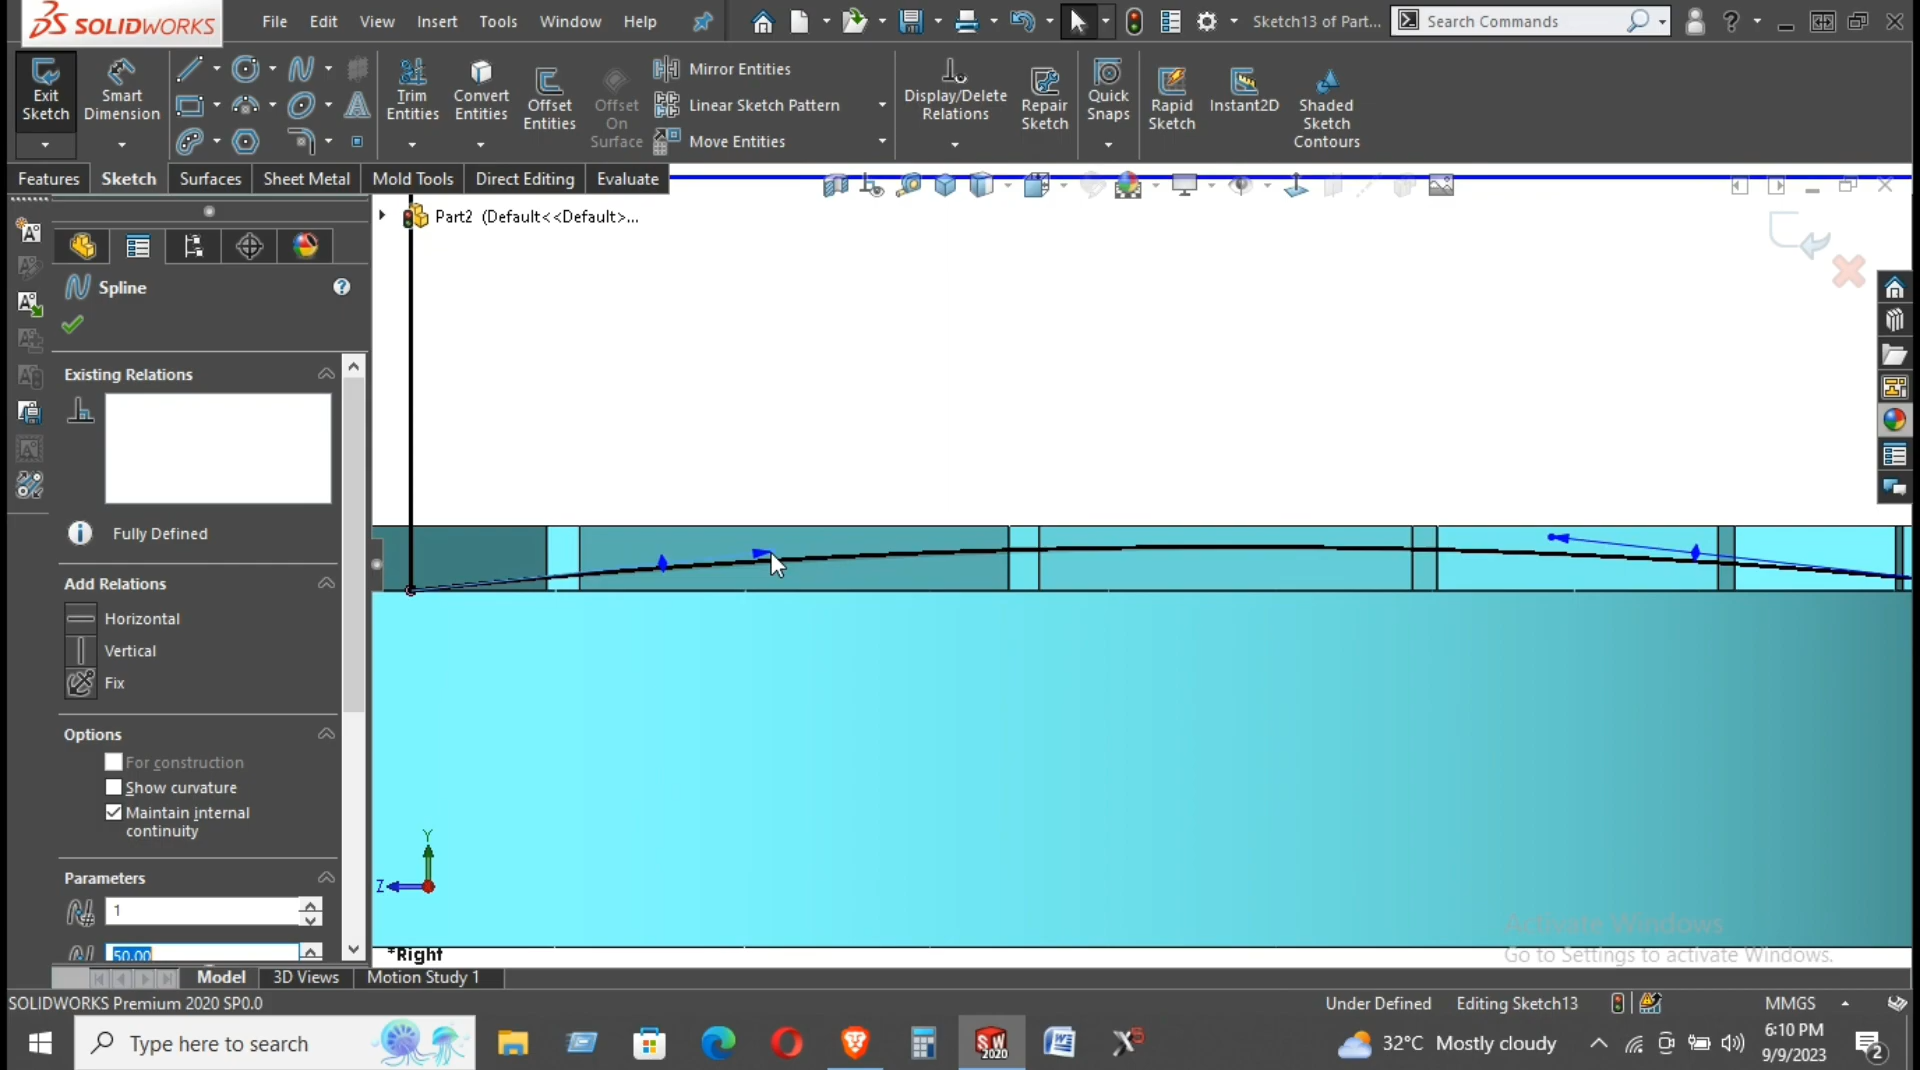 SOLIDWORKS File Edit View Insert Tools Window Help Sketch13 of Part... Search Commands
Exit Sketch
Smart Dimension
Trim Entities
Convert Entities
Offset Entities
Offset On Surface
Mirror Entities
Linear Sketch Pattern
Move Entities
Display/Delete Relations
Repair Sketch
Quick Snaps
Rapid Sketch
Instant2D
Shaded Sketch Contours
Features Sketch Surfaces Sheet Metal Mold Tools Direct Editing Evaluate
Part2 (Default<<Default>...
Spline
Existing Relations
Fully Defined
Add Relations
Horizontal
Vertical
Fix
Options
For construction
Show curvature
Maintain internal
continuity
Parameters
1
50.00
Y
Z
*Right
Activate Windows
Go to Settings to activate Windows.
Model 3D Views Motion Study 1
SOLIDWORKS Premium 2020 SP0.0 Under Defined Editing Sketch13 MMGS
Type here to search 32°C Mostly cloudy 6:10 PM
9/9/2023
2